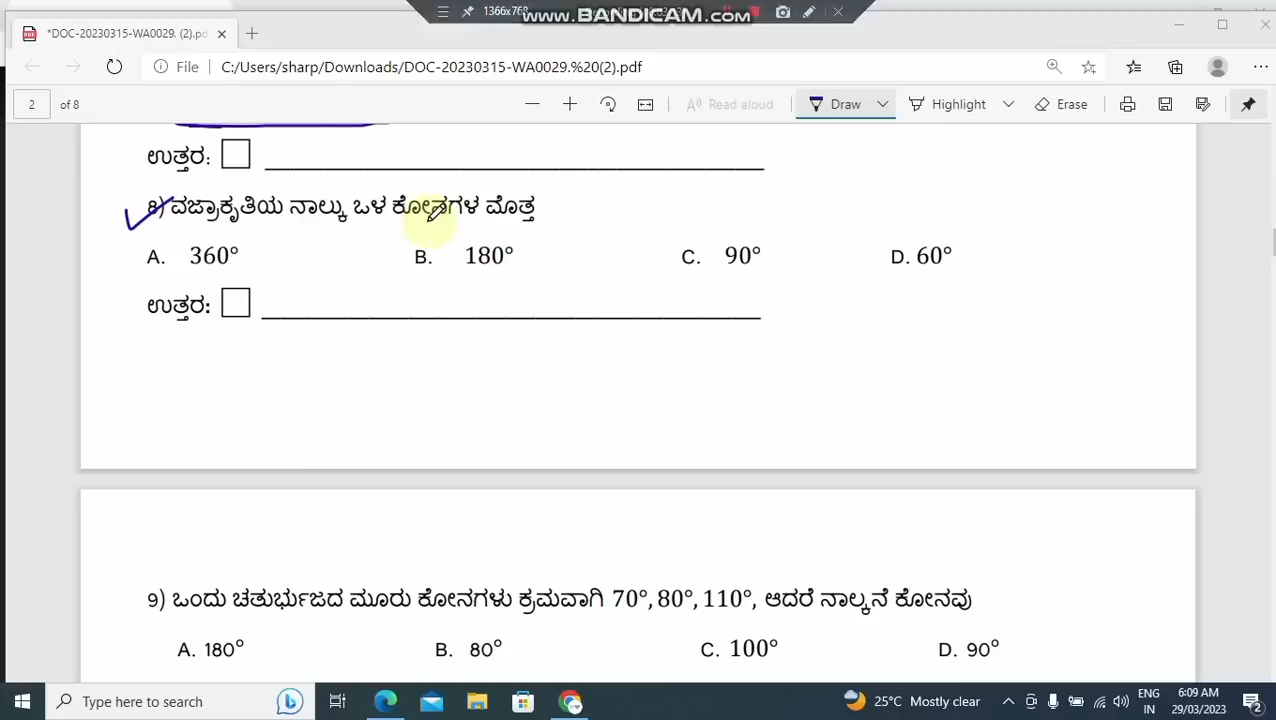 1366x768
www.BANDICAM.com
*DOC-20230315-WA0029. (2).pd
File
C:/Users/sharp/Downloads/DOC-20230315-WA0029.%20(2).pdf
2 of 8
Read aloud
Draw
Highlight
Erase
ಉತ್ತರ:
8) ವಜ್ರಾಕೃತಿಯ ನಾಲ್ಕು ಒಳ ಕೋನಗಳ ಮೊತ್ತ
A. 360° B. 180° C. 90° D. 60°
ಉತ್ತರ:
9) ಒಂದು ಚತುರ್ಭುಜದ ಮೂರು ಕೋನಗಳು ಕ್ರಮವಾಗಿ 70°, 80°, 110°, ಆದರೆ ನಾಲ್ಕನೆ ಕೋನವು
A. 180° B. 80° C. 100° D. 90°
Type here to search
25°C Mostly clear
ENG
IN
6:09 AM
29/03/2023
2